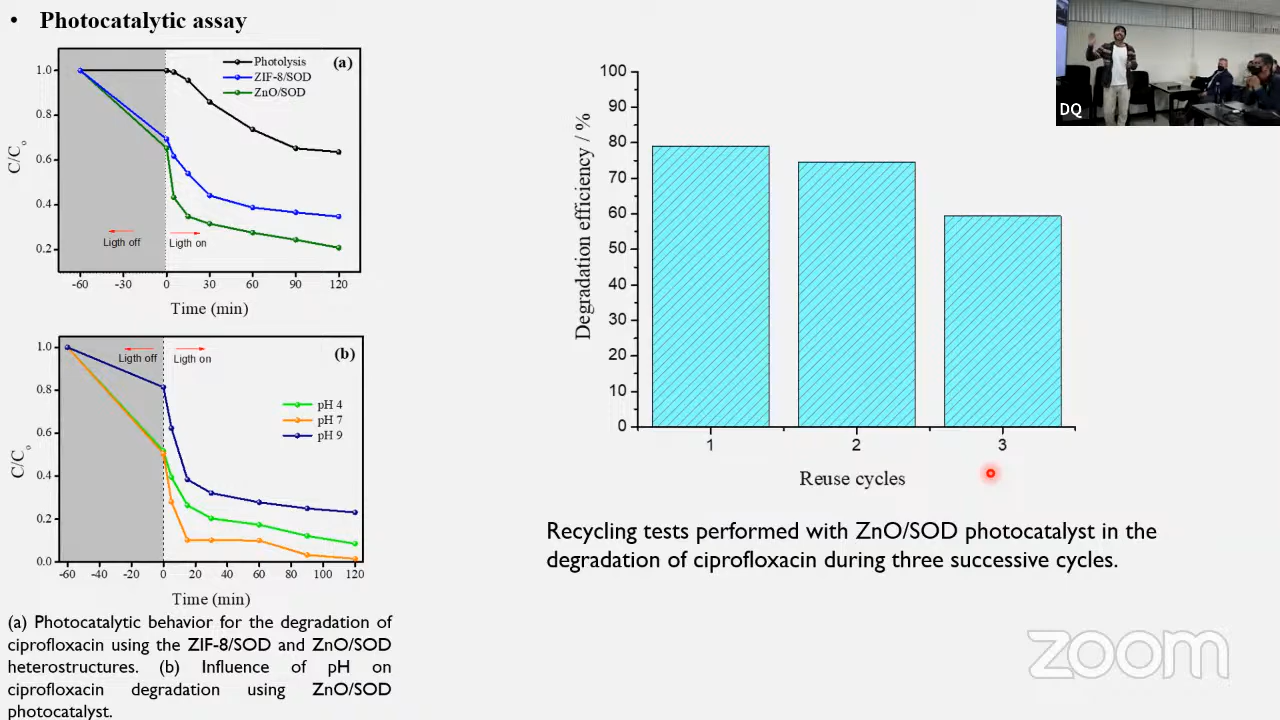 • Photocatalytic assay
(a)
Photolysis
ZIF-8/SOD
ZnO/SOD
1.0
0.8
0.6
0.4
0.2
C/Co
Ligth off
Ligth on
-60 -30 0 30 60 90 120
Time (min)
(b)
Ligth off
Ligth on
pH 4
pH 7
pH 9
1.0
0.8
0.6
0.4
0.2
0.0
C/Co
-60 -40 -20 0 20 40 60 80 100 120
Time (min)
(a) Photocatalytic behavior for the degradation of
ciprofloxacin using the ZIF-8/SOD and ZnO/SOD
heterostructures. (b) Influence of pH on
ciprofloxacin degradation using ZnO/SOD
photocatalyst.
100
90
80
70
60
50
40
30
20
10
0
Degradation efficiency / %
1 2 3
Reuse cycles
Recycling tests performed with ZnO/SOD photocatalyst in the
degradation of ciprofloxacin during three successive cycles.
DQ
zoom